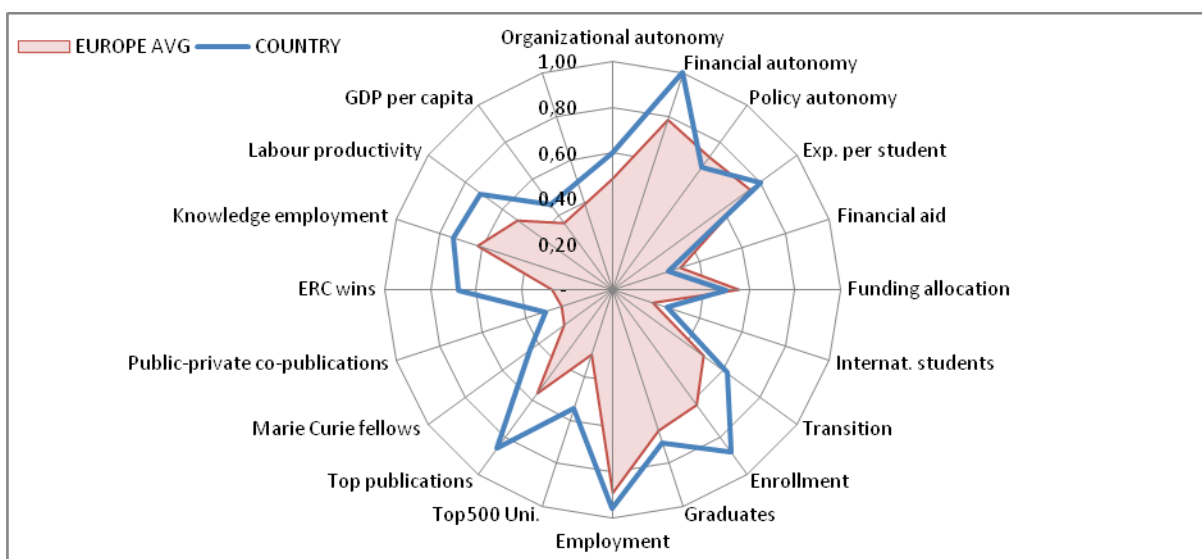 EUROPE AVG
COUNTRY
Organizational autonomy
Financial autonomy
Policy autonomy
Exp. per student
Financial aid
Funding allocation
Internat. students
Transition
Enrollment
Graduates
Employment
Top500 Uni.
Top publications
Marie Curie fellows
Public-private co-publications
ERC wins
Knowledge employment
Labour productivity
GDP per capita
1,00
0,80
0,60
0,40
0,20
-